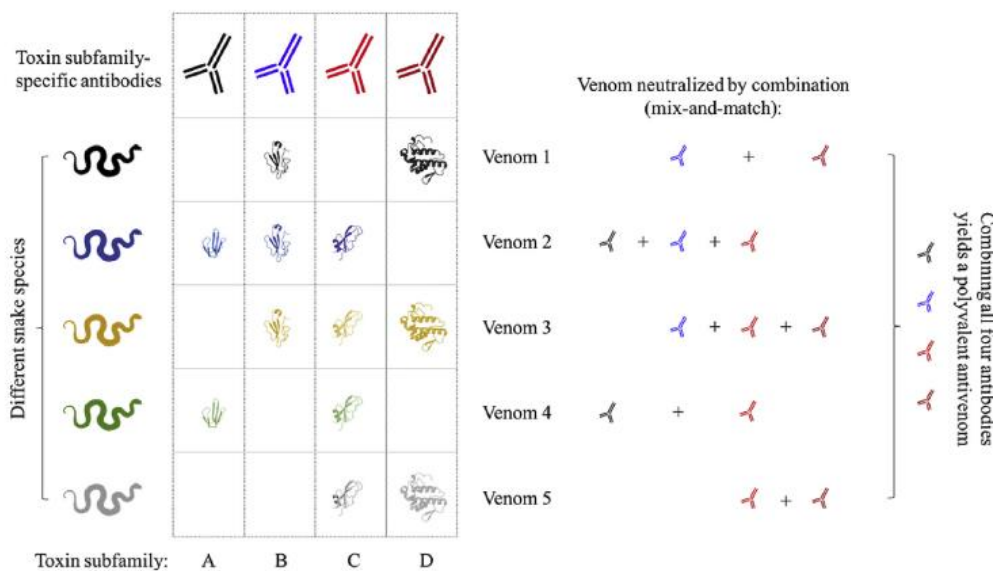 Toxin subfamily-
specific antibodies
Venom neutralized by combination
(mix-and-match):
Different snake species
Venom 1
+
Venom 2
+ +
Venom 3
+ +
Venom 4
+
Venom 5
+
Combining all four antibodies
yields a polyvalent antivenom
Toxin subfamily: A B C D